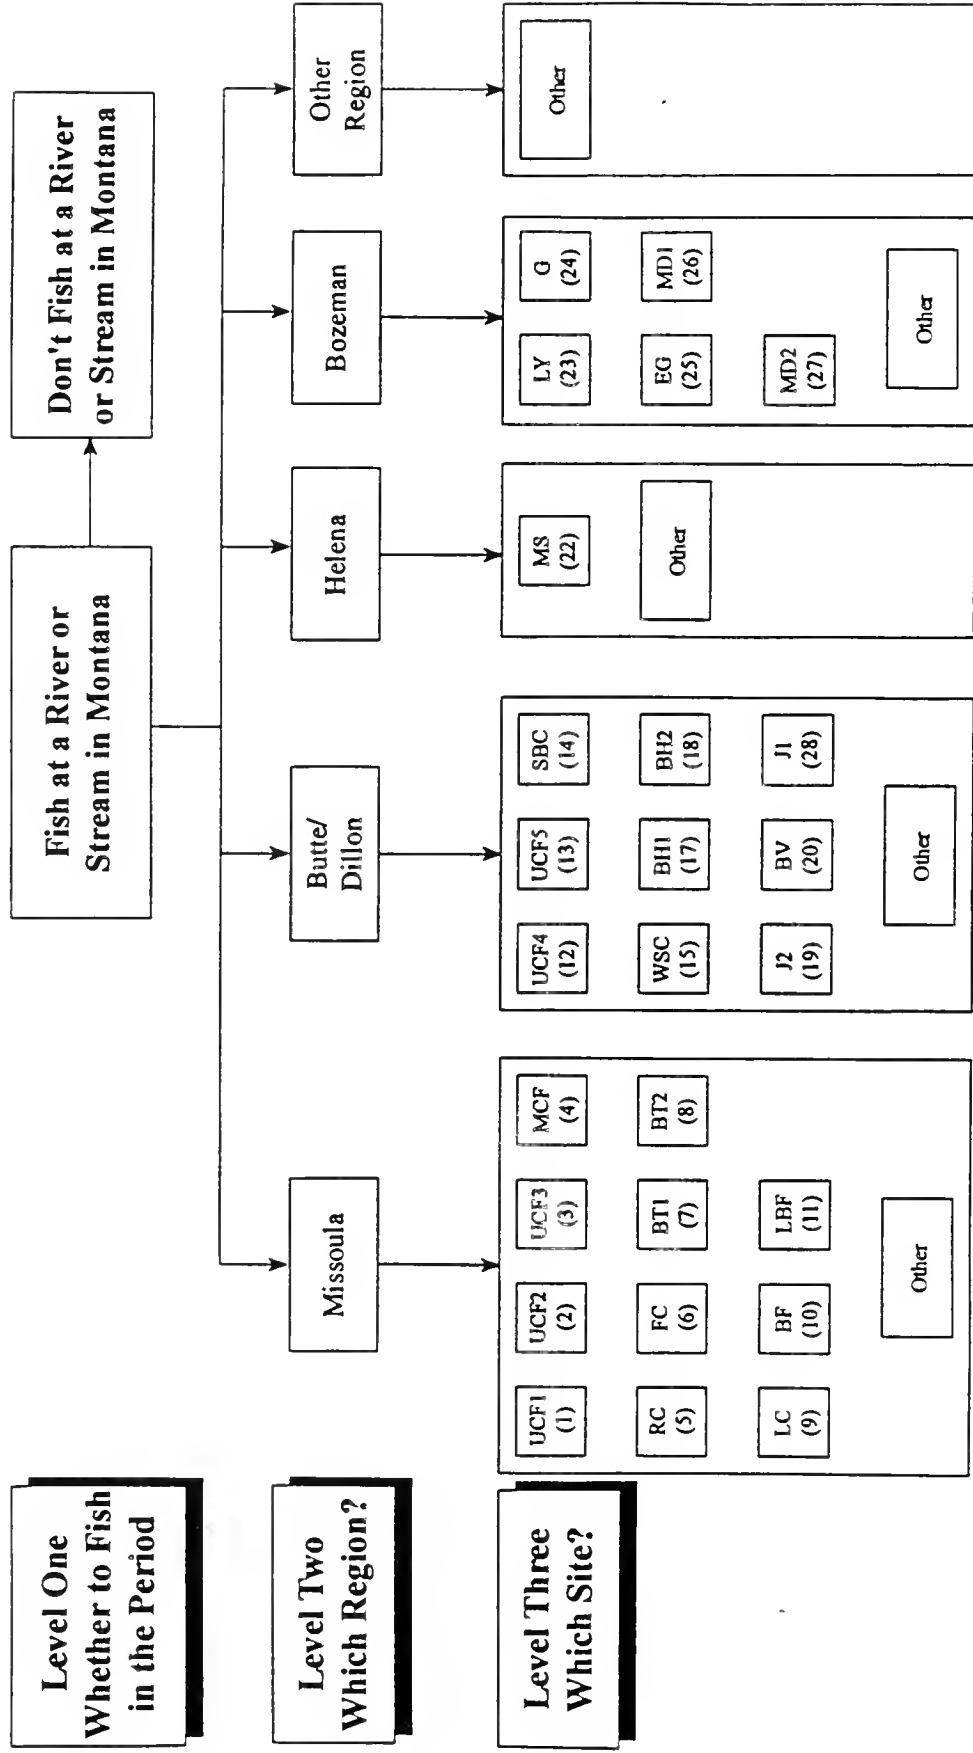 Level One
Whether to Fish
in the Period
Fish at a River or
Stream in Montana
Don't Fish at a River
or Stream in Montana
Level Two
Which Region?
Missoula
Butte/
Dillon
Helena
Bozeman
Other
Region
Level Three
Which Site?
UCF1
(1)
UCF2
(2)
UCF3
(3)
MCF
(4)
RC
(5)
FC
(6)
BT1
(7)
BT2
(8)
LC
(9)
BF
(10)
LBF
(11)
Other
UCF4
(12)
UCF5
(13)
SBC
(14)
WSC
(15)
BH1
(17)
BH2
(18)
J2
(19)
BV
(20)
J1
(28)
Other
MS
(22)
Other
LY
(23)
G
(24)
EG
(25)
MD1
(26)
MD2
(27)
Other
Other